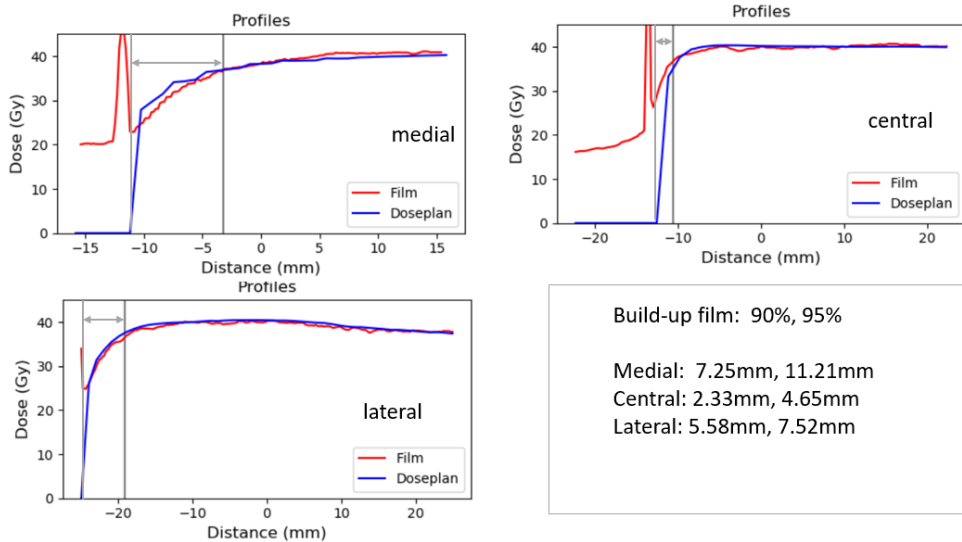 Profiles
Dose (Gy)
40
30
20
10
0
medial
Film
Doseplan
−15
−10
−5
0
5
10
15
Distance (mm)
Profiles
Dose (Gy)
40
30
20
10
0
central
Film
Doseplan
−20
−10
0
10
20
Distance (mm)
Profiles
Dose (Gy)
40
30
20
10
0
lateral
Film
Doseplan
−20
−10
0
10
20
Distance (mm)
Build-up film: 90%, 95%
Medial: 7.25mm, 11.21mm
Central: 2.33mm, 4.65mm
Lateral: 5.58mm, 7.52mm